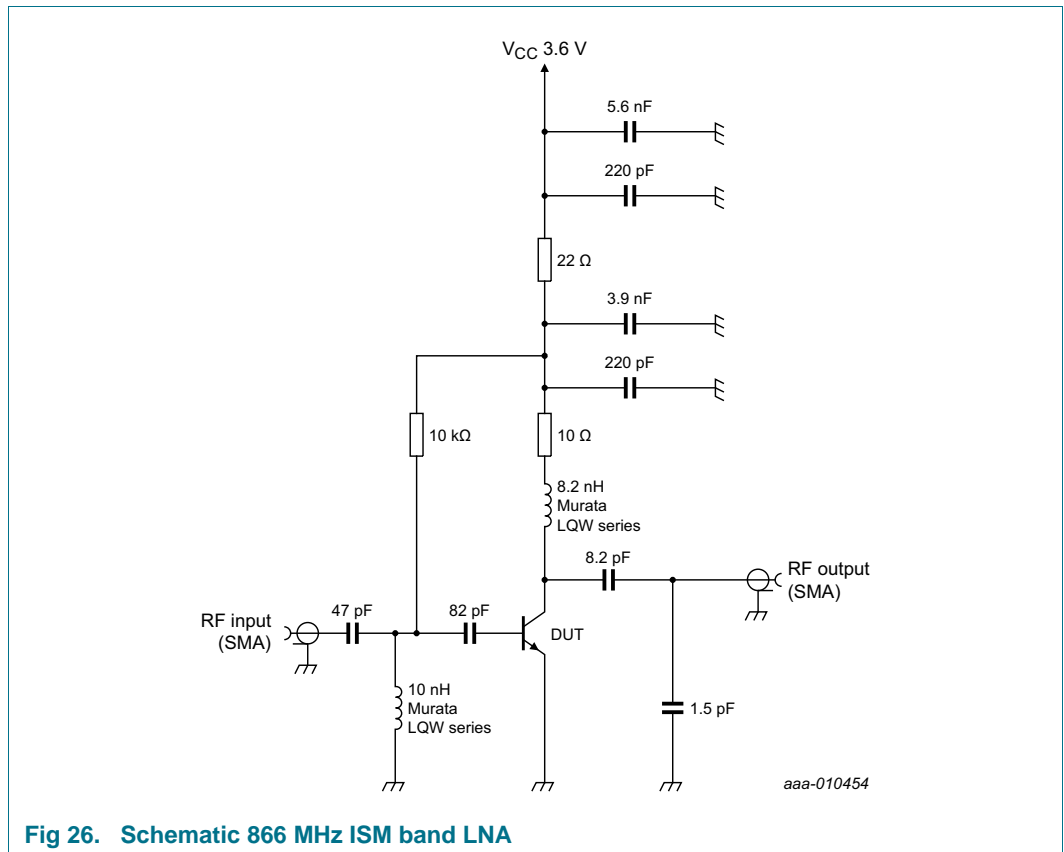 VCC 3.6 V
5.6 nF
220 pF
22 Ω
3.9 nF
220 pF
10 kΩ
10 Ω
8.2 nH
Murata
LQW series
8.2 pF
RF output
(SMA)
RF input
(SMA)
47 pF
82 pF
DUT
10 nH
Murata
LQW series
1.5 pF
aaa-010454
Fig 26. Schematic 866 MHz ISM band LNA